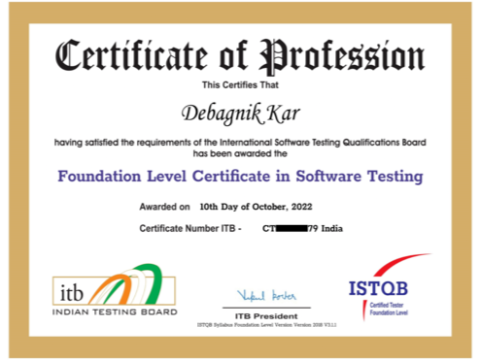 Certificate of Profession
This Certifies That
Debagnik Kar
having satisfied the requirements of the International Software Testing Qualifications Board
has been awarded the
Foundation Level Certificate in Software Testing
Awarded on 10th Day of October, 2022
Certificate Number ITB - CT 79 India
itb
INDIAN TESTING BOARD
ITB President
ISTQB Syllabus Foundation Level Version Version 2018 V3.1.1
ISTQB
Certified Tester
Foundation Level